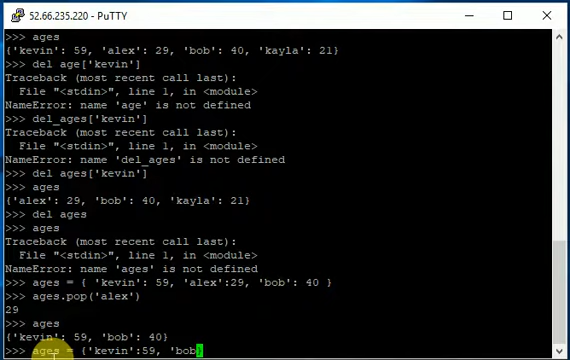 52.66.235.220 - PuTTY
>>> ages
{'kevin': 59, 'alex': 29, 'bob': 40, 'kayla': 21}
>>> del age['kevin']
Traceback (most recent call last):
  File "<stdin>", line 1, in <module>
NameError: name 'age' is not defined
>>> del_ages['kevin']
Traceback (most recent call last):
  File "<stdin>", line 1, in <module>
NameError: name 'del_ages' is not defined
>>> del ages['kevin']
>>> ages
{'alex': 29, 'bob': 40, 'kayla': 21}
>>> del ages
>>> ages
Traceback (most recent call last):
  File "<stdin>", line 1, in <module>
NameError: name 'ages' is not defined
>>> ages = { 'kevin': 59, 'alex':29, 'bob': 40 }
>>> ages.pop('alex')
29
>>> ages
{'kevin': 59, 'bob': 40}
>>> ages = {'kevin':59, 'bob}